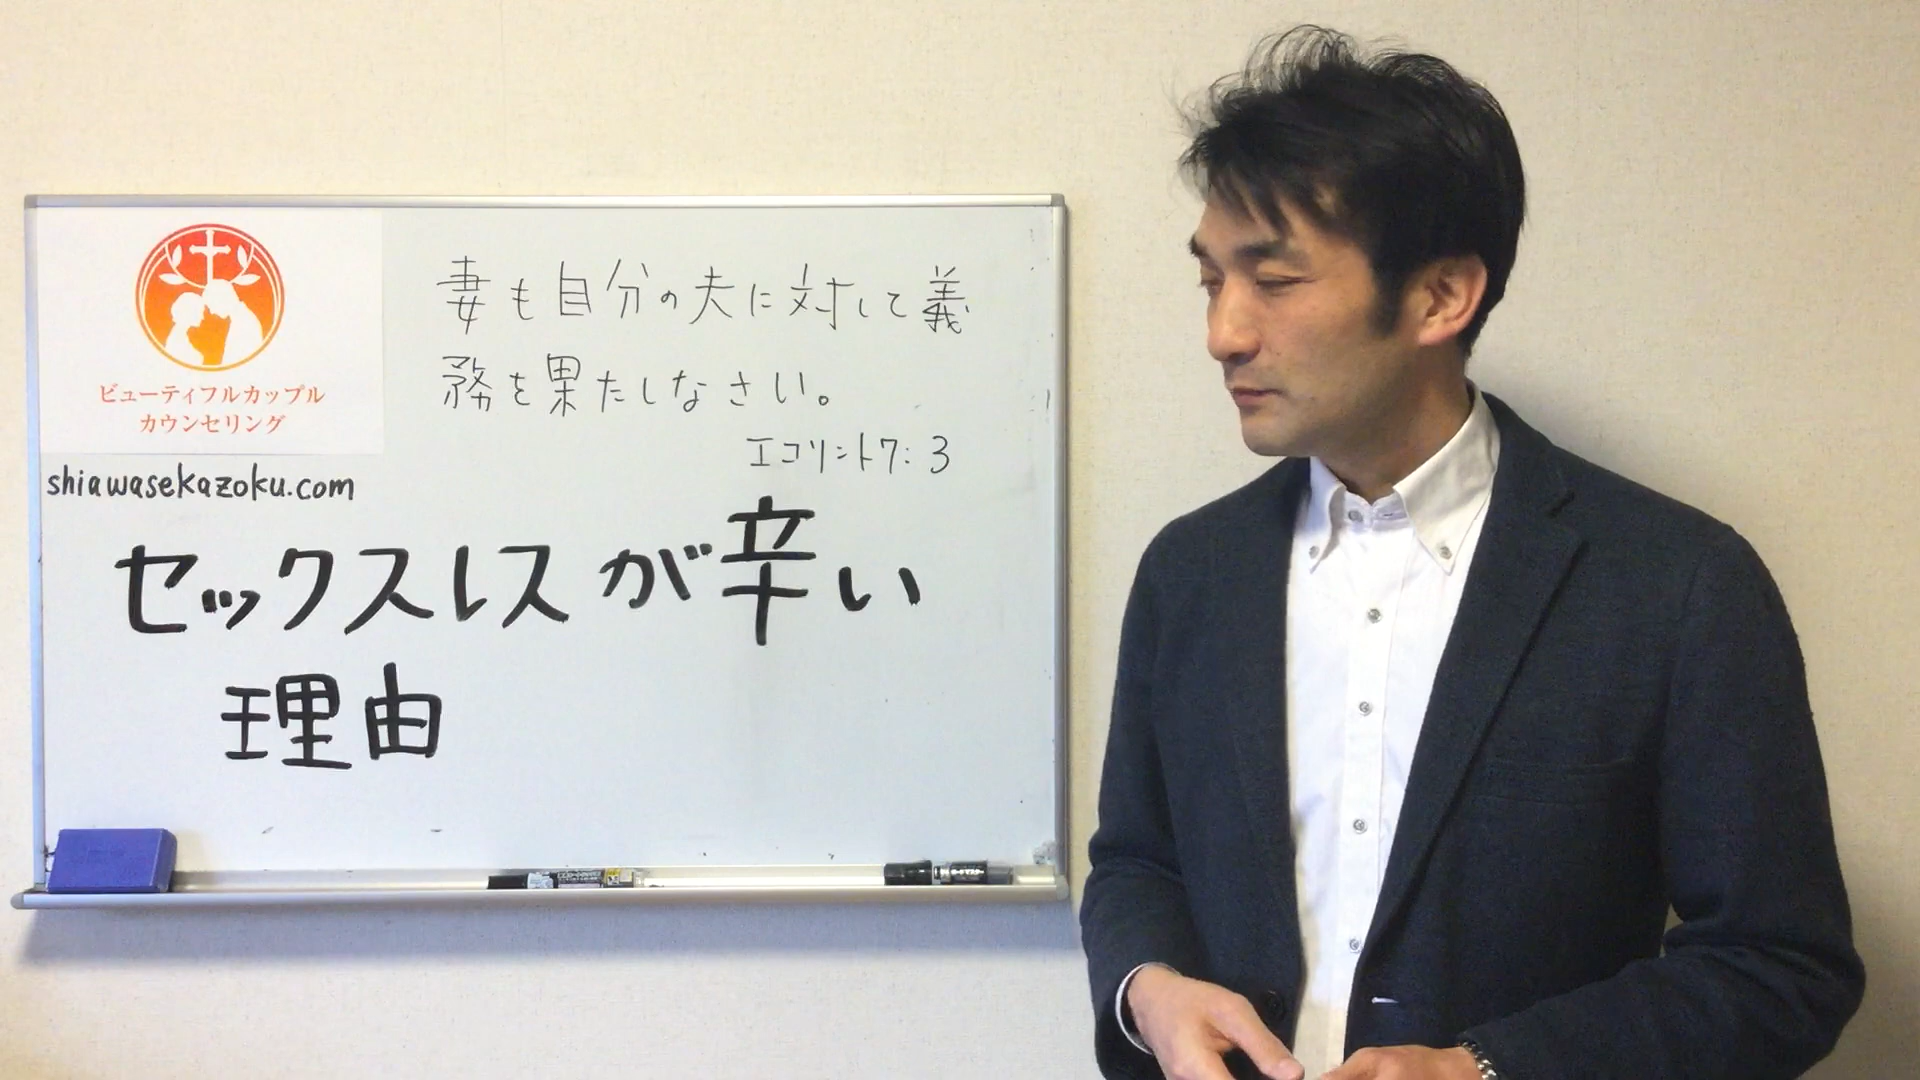 ビューティフルカップル
カウンセリング
shiawasekazoku.com
妻も自分の夫に対して義
務を果たしなさい。
エコリント7:3
セックスレスが辛い
理由